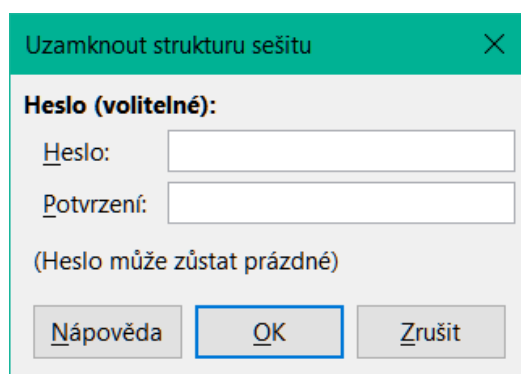 Uzamknout strukturu sešitu
Heslo (volitelné):
Heslo:
Potvrzení:
(Heslo může zůstat prázdné)
Nápověda OK Zrušit